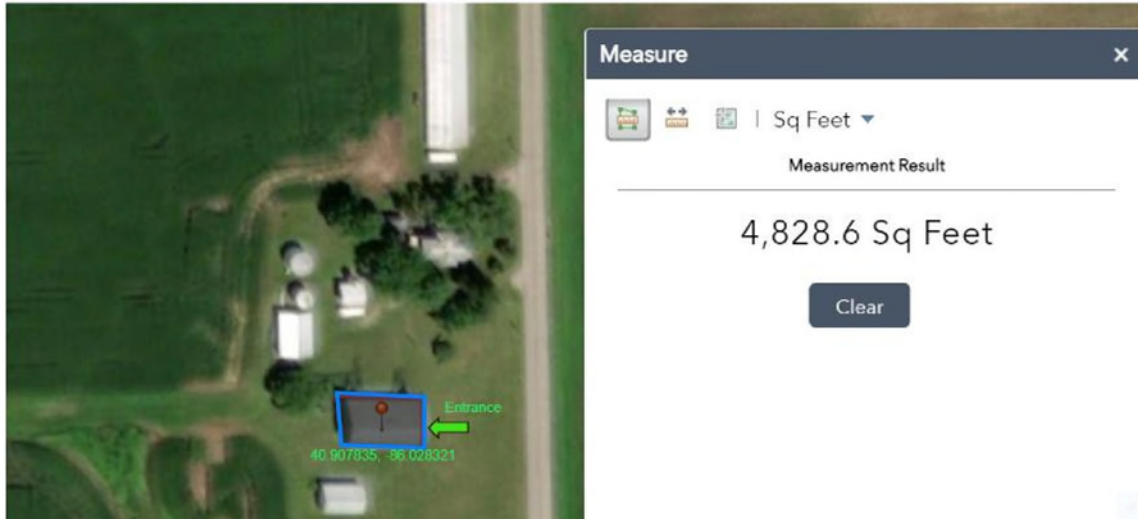 Measure
Sq Feet
Measurement Result
4,828.6 Sq Feet
Clear
Entrance
40.907835, -86.028321